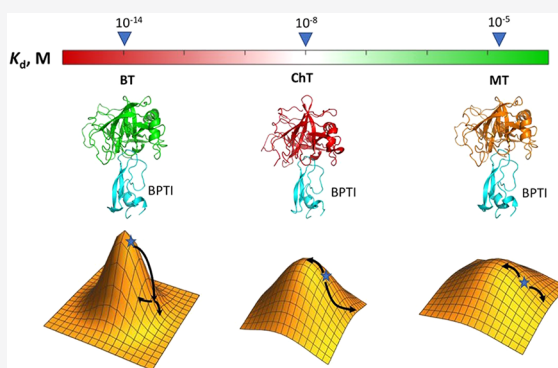 10-14 10-8 10-5
Kd, M
BT ChT MT
BPTI BPTI BPTI